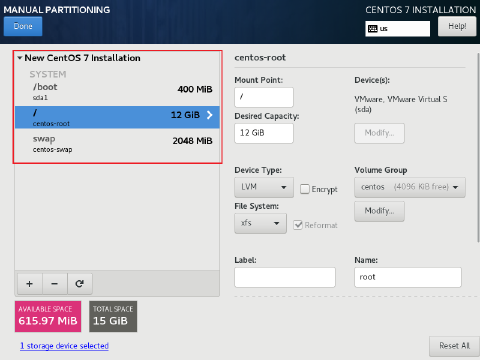 MANUAL PARTITIONING
CENTOS 7 INSTALLATION
Done
us
Help!
New CentOS 7 Installation
SYSTEM
/boot
400 MiB
sda1
/
12 GiB
centos-root
swap
2048 MiB
centos-swap
centos-root
Mount Point:
/
Device(s):
VMware, VMware Virtual S
(sda)
Desired Capacity:
12 GiB
Modify...
Device Type:
LVM
Encrypt
Volume Group
centos (4096 KiB free)
File System:
xfs
Reformat
Modify...
Label:
Name:
root
+ −
AVAILABLE SPACE
615.97 MiB
TOTAL SPACE
15 GiB
1 storage device selected
Reset All